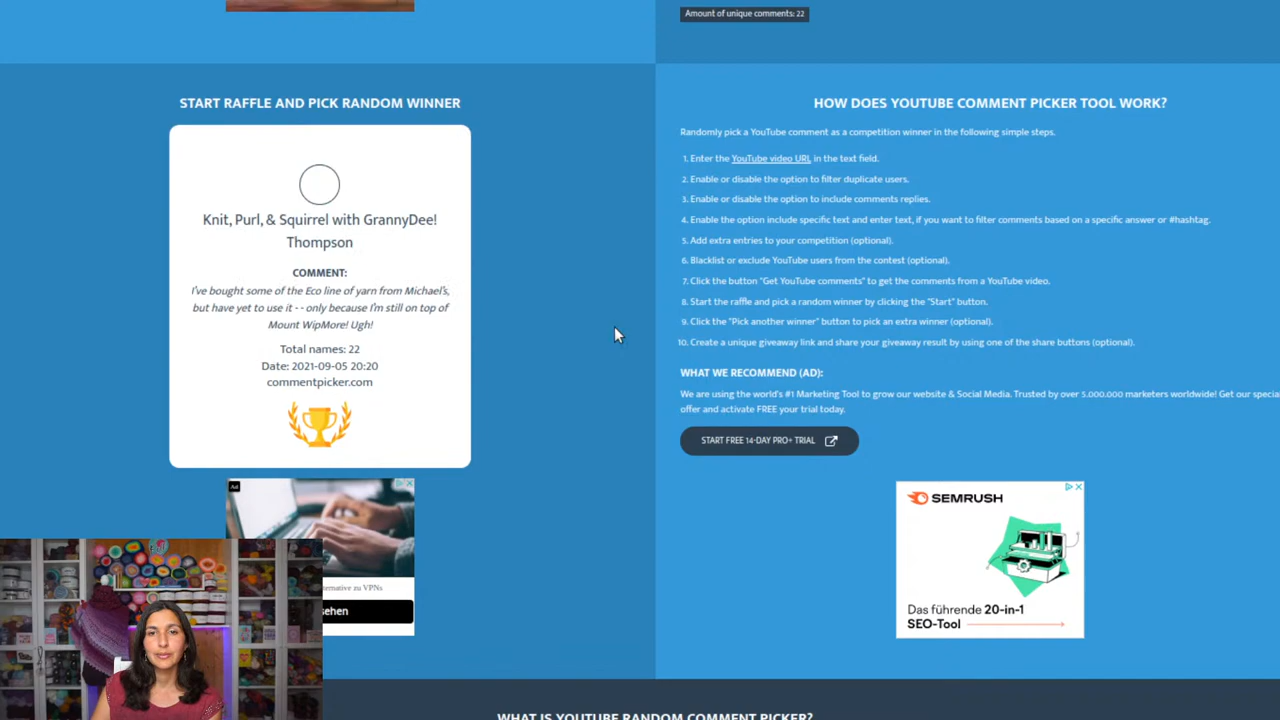 Amount of unique comments: 22
START RAFFLE AND PICK RANDOM WINNER
Knit, Purl, & Squirrel with GrannyDee!
Thompson
COMMENT:
I've bought some of the Eco line of yarn from Michael's,
but have yet to use it - - only because I'm still on top of
Mount WipMore! Ugh!
Total names: 22
Date: 2021-09-05 20:20
commentpicker.com
Ad
ternative zu VPNs
sehen
HOW DOES YOUTUBE COMMENT PICKER TOOL WORK?
Randomly pick a YouTube comment as a competition winner in the following simple steps.
1. Enter the YouTube video URL in the text field.
2. Enable or disable the option to filter duplicate users.
3. Enable or disable the option to include comments replies.
4. Enable the option include specific text and enter text, if you want to filter comments based on a specific answer or #hashtag.
5. Add extra entries to your competition (optional).
6. Blacklist or exclude YouTube users from the contest (optional).
7. Click the button "Get YouTube comments" to get the comments from a YouTube video.
8. Start the raffle and pick a random winner by clicking the "Start" button.
9. Click the "Pick another winner" button to pick an extra winner (optional).
10. Create a unique giveaway link and share your giveaway result by using one of the share buttons (optional).
WHAT WE RECOMMEND (AD):
We are using the world's #1 Marketing Tool to grow our website & Social Media. Trusted by over 5.000.000 marketers worldwide! Get our specia
offer and activate FREE your trial today.
START FREE 14-DAY PRO+ TRIAL
SEMRUSH
Das führende 20-in-1
SEO-Tool
WHAT IS YOUTUBE RANDOM COMMENT PICKER?